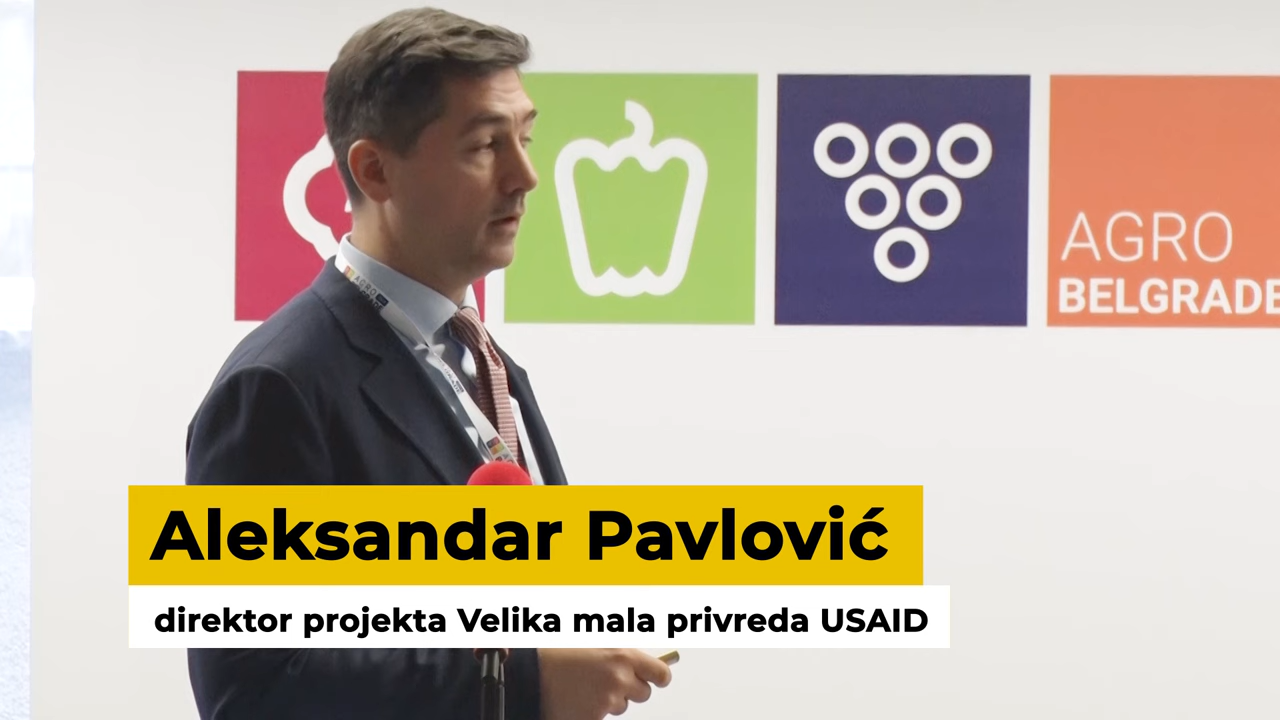 AGRO
BELGRADE
Aleksandar Pavlović
direktor projekta Velika mala privreda USAID